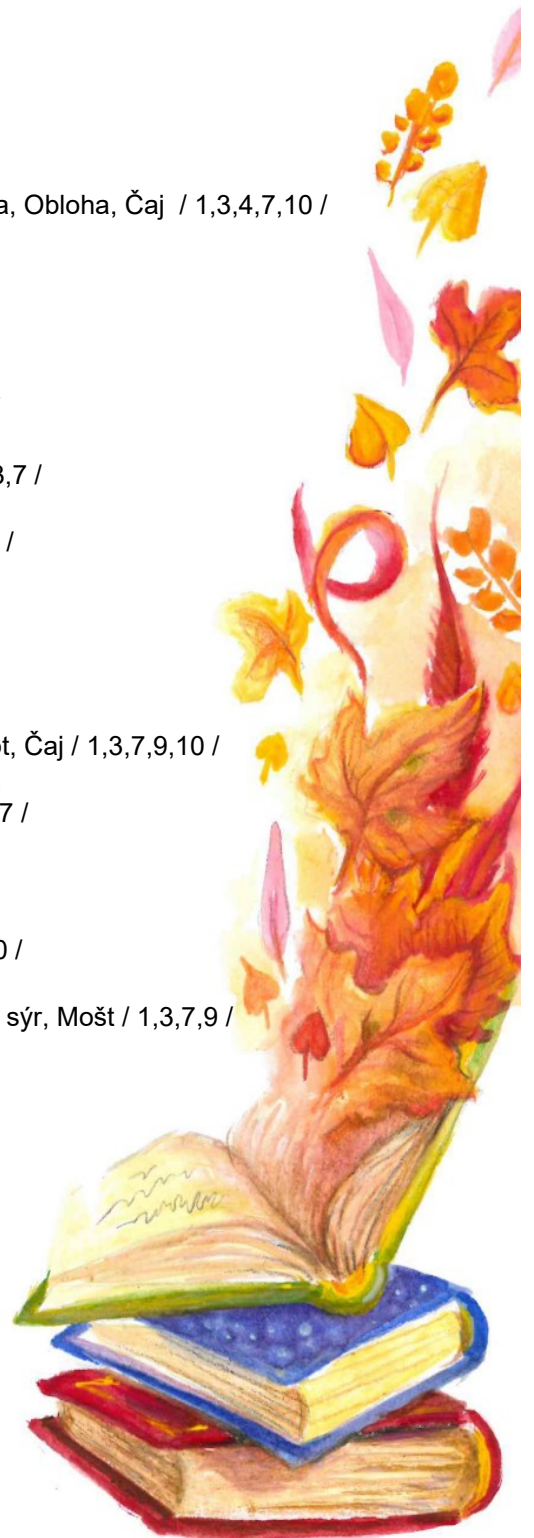 a, Obloha, Čaj / 1,3,4,7,10 /
3,7 /
/
t, Čaj / 1,3,7,9,10 /
7 /
0 /
sýr, Mošt / 1,3,7,9 /